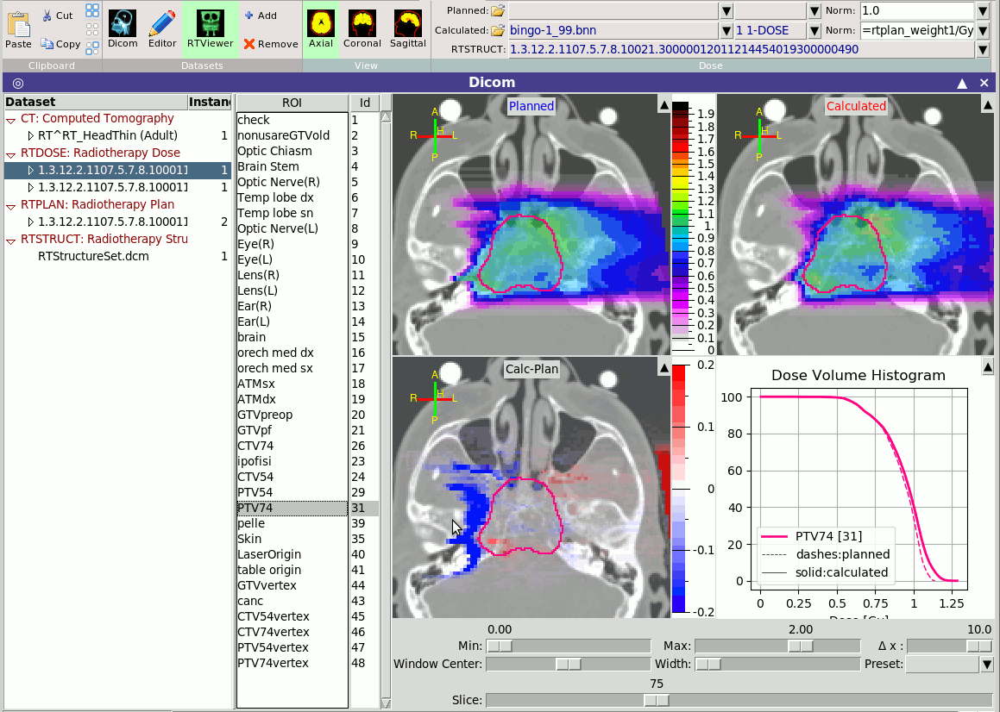 Paste
Cut
Copy
Clipboard
Dicom
Editor
RTViewer
Add
Remove
Datasets
Axial
Coronal
Sagittal
View
Planned:
Norm:
1.0
Calculated:
bingo-1_99.bnn
1 1-DOSE
Norm:
=rtplan_weight1/Gy
RTSTRUCT:
1.3.12.2.1107.5.7.8.10021.30000012011214454019300000490
Dose
Dicom
Dataset
Instan
CT: Computed Tomography
RT^RT_HeadThin (Adult) 1
RTDOSE: Radiotherapy Dose
1.3.12.2.1107.5.7.8.100011 1
1.3.12.2.1107.5.7.8.100011 1
RTPLAN: Radiotherapy Plan
1.3.12.2.1107.5.7.8.100011 2
RTSTRUCT: Radiotherapy Stru
RTStructureSet.dcm 1
ROI Id
check 1
nonusareGTVold 2
Optic Chiasm 3
Brain Stem 4
Optic Nerve(R) 5
Temp lobe dx 6
Temp lobe sn 7
Optic Nerve(L) 8
Eye(R) 9
Eye(L) 10
Lens(R) 11
Lens(L) 12
Ear(R) 13
Ear(L) 14
brain 15
orech med dx 16
orech med sx 17
ATMsx 18
ATMdx 19
GTVpreop 20
GTVpf 21
CTV74 26
ipofisi 23
CTV54 24
PTV54 29
PTV74 31
pelle 39
Skin 35
LaserOrigin 40
table origin 41
GTVvertex 44
canc 43
CTV54vertex 45
CTV74vertex 46
PTV54vertex 47
PTV74vertex 48
Planned
A
R H L
P
1.9
1.8
1.7
1.6
1.5
1.4
1.3
1.2
1.1
1
0.9
0.8
0.7
0.6
0.5
0.4
0.3
0.2
0.1
0
Calculated
A
R H L
P
Calc-Plan
A
R H L
P
0.2
0.1
0
-0.1
-0.2
Dose Volume Histogram
100
80
60
40
20
0
PTV74 [31]
dashes:planned
solid:calculated
0 0.25 0.5 0.75 1 1.25
Dose [Gy]
0.00 2.00 10.0
Min: Max: Δ x :
Window Center: Width: Preset:
75
Slice: